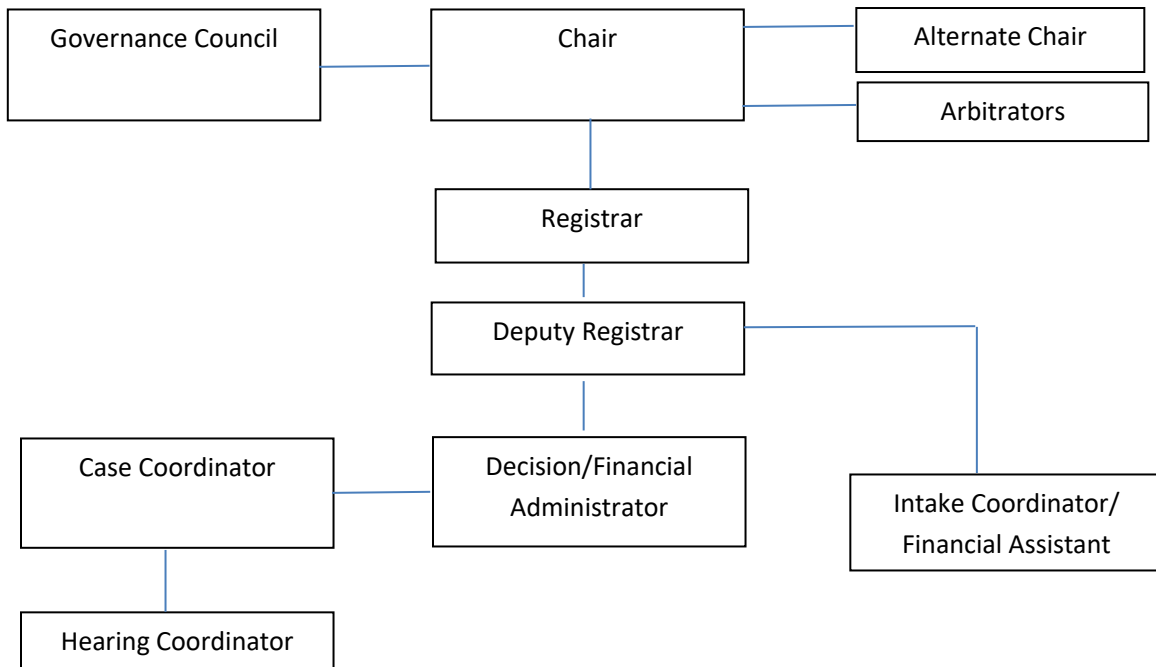 Governance Council
Chair
Alternate Chair
Arbitrators
Registrar
Deputy Registrar
Case Coordinator
Decision/Financial
Administrator
Intake Coordinator/
Financial Assistant
Hearing Coordinator